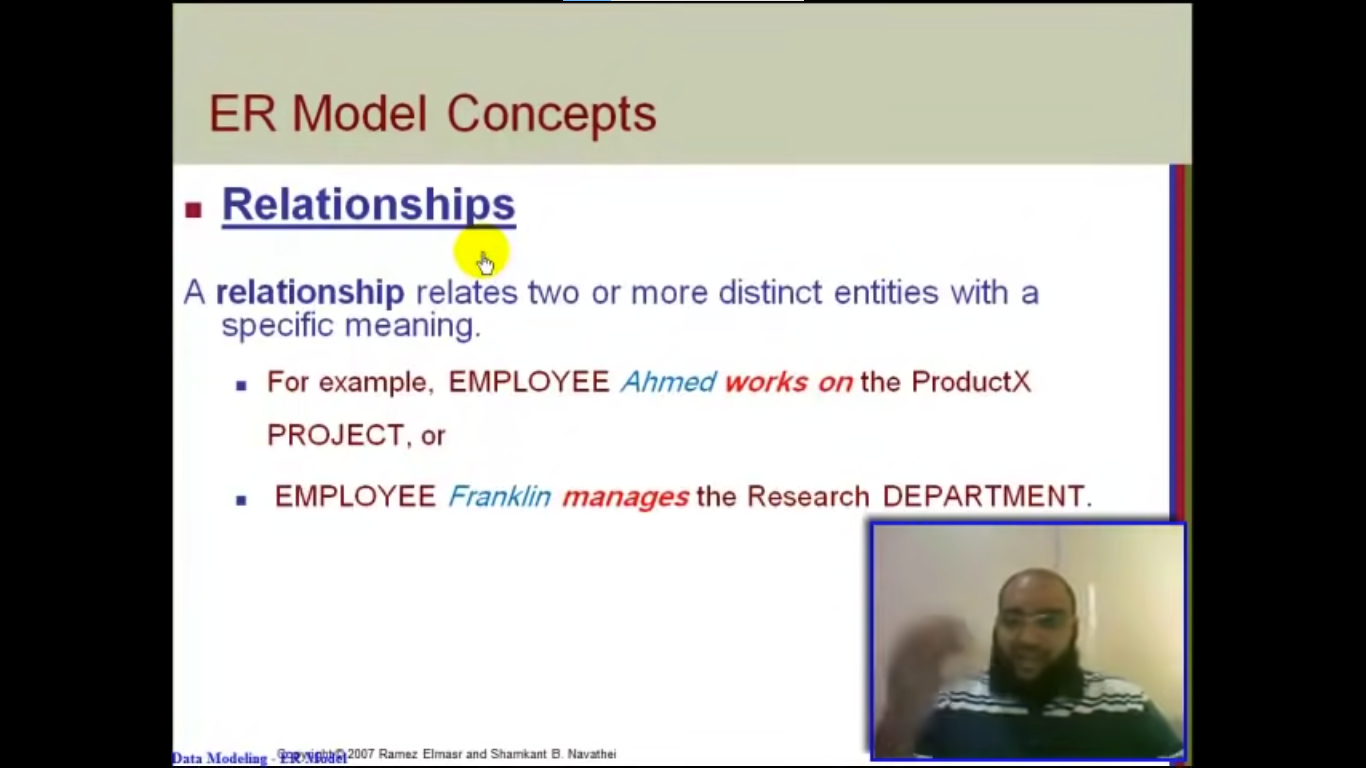 ER Model Concepts
Relationships
A relationship relates two or more distinct entities with a
specific meaning.
For example, EMPLOYEE Ahmed works on the ProductX
PROJECT, or
EMPLOYEE Franklin manages the Research DEPARTMENT.
Data Modeling - ER Model
Copyright © 2007 Ramez Elmasr and Shamkant B. Navathei